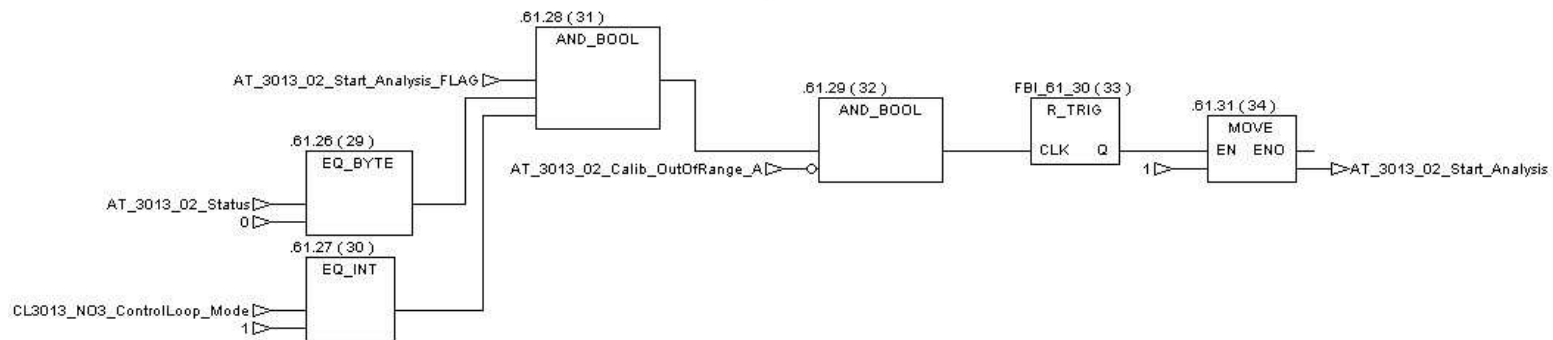 .61.28 (31)
AND_BOOL
AT_3013_02_Start_Analysis_FLAG
.61.29 (32)
AND_BOOL
FBI_61_30 (33)
R_TRIG
CLK Q
.61.31 (34)
MOVE
EN ENO
.61.26 (29)
EQ_BYTE
AT_3013_02_Calib_OutOfRange_A
1
AT_3013_02_Start_Analysis
AT_3013_02_Status
0
.61.27 (30)
EQ_INT
CL3013_NO3_ControlLoop_Mode
1